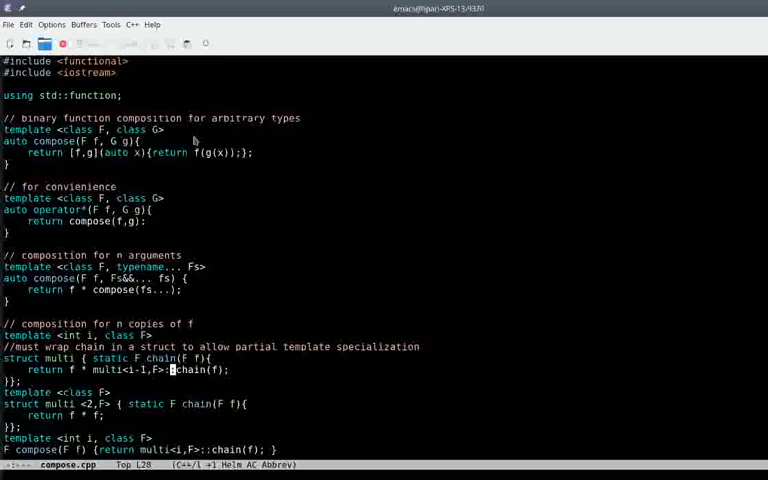 emacs@lipari-XPS-13-9370
File Edit Options Buffers Tools C++ Help
#include <functional>
#include <iostream>
using std::function;
// binary function composition for arbitrary types
template <class F, class G>
auto compose(F f, G g){
return [f,g](auto x){return f(g(x));};
}
// for convienience
template <class F, class G>
auto operator*(F f, G g){
return compose(f,g);
}
// composition for n arguments
template <class F, typename... Fs>
auto compose(F f, Fs&&... fs) {
return f * compose(fs...);
}
// composition for n copies of f
template <int i, class F>
//must wrap chain in a struct to allow partial template specialization
struct multi { static F chain(F f){
return f * multi<i-1,F>::chain(f);
}};
template <class F>
struct multi <2,F> { static F chain(F f){
return f * f;
}};
template <int i, class F>
F compose(F f) {return multi<i,F>::chain(f); }
-:--- compose.cpp Top L28 (C++/l +1 Helm AC Abbrev)